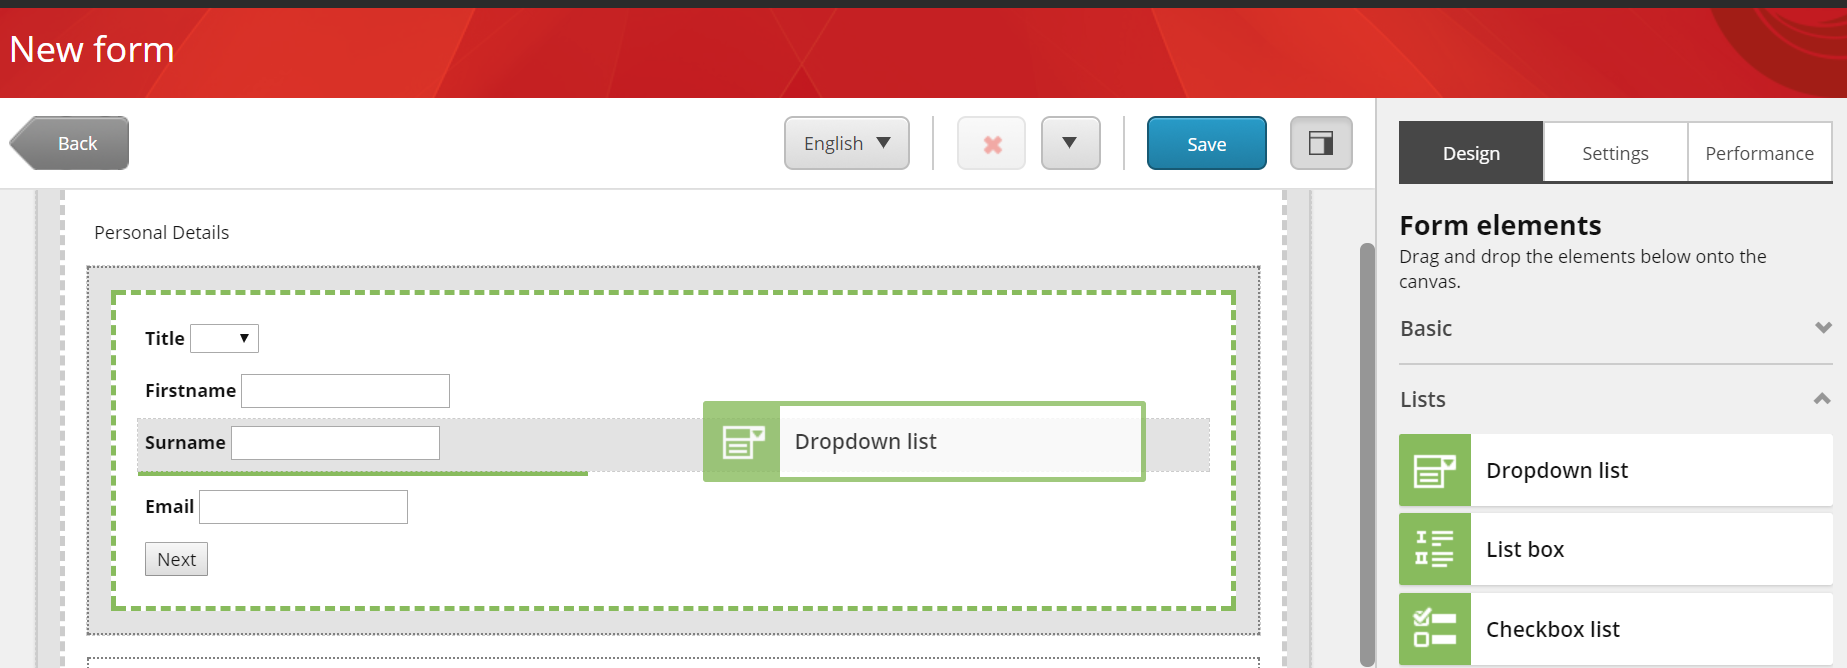 New form
Back
English
Save
Design
Settings
Performance
Personal Details
Title
Firstname
Surname
Dropdown list
Email
Next
Form elements
Drag and drop the elements below onto the
canvas.
Basic
Lists
Dropdown list
List box
Checkbox list